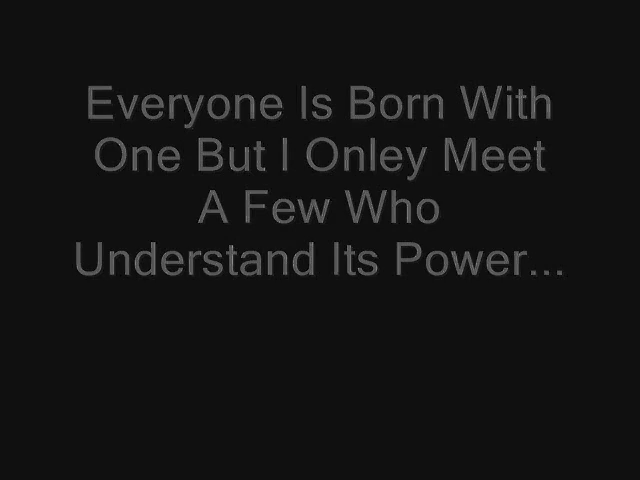 Everyone Is Born With
One But I Onley Meet
A Few Who
Understand Its Power...